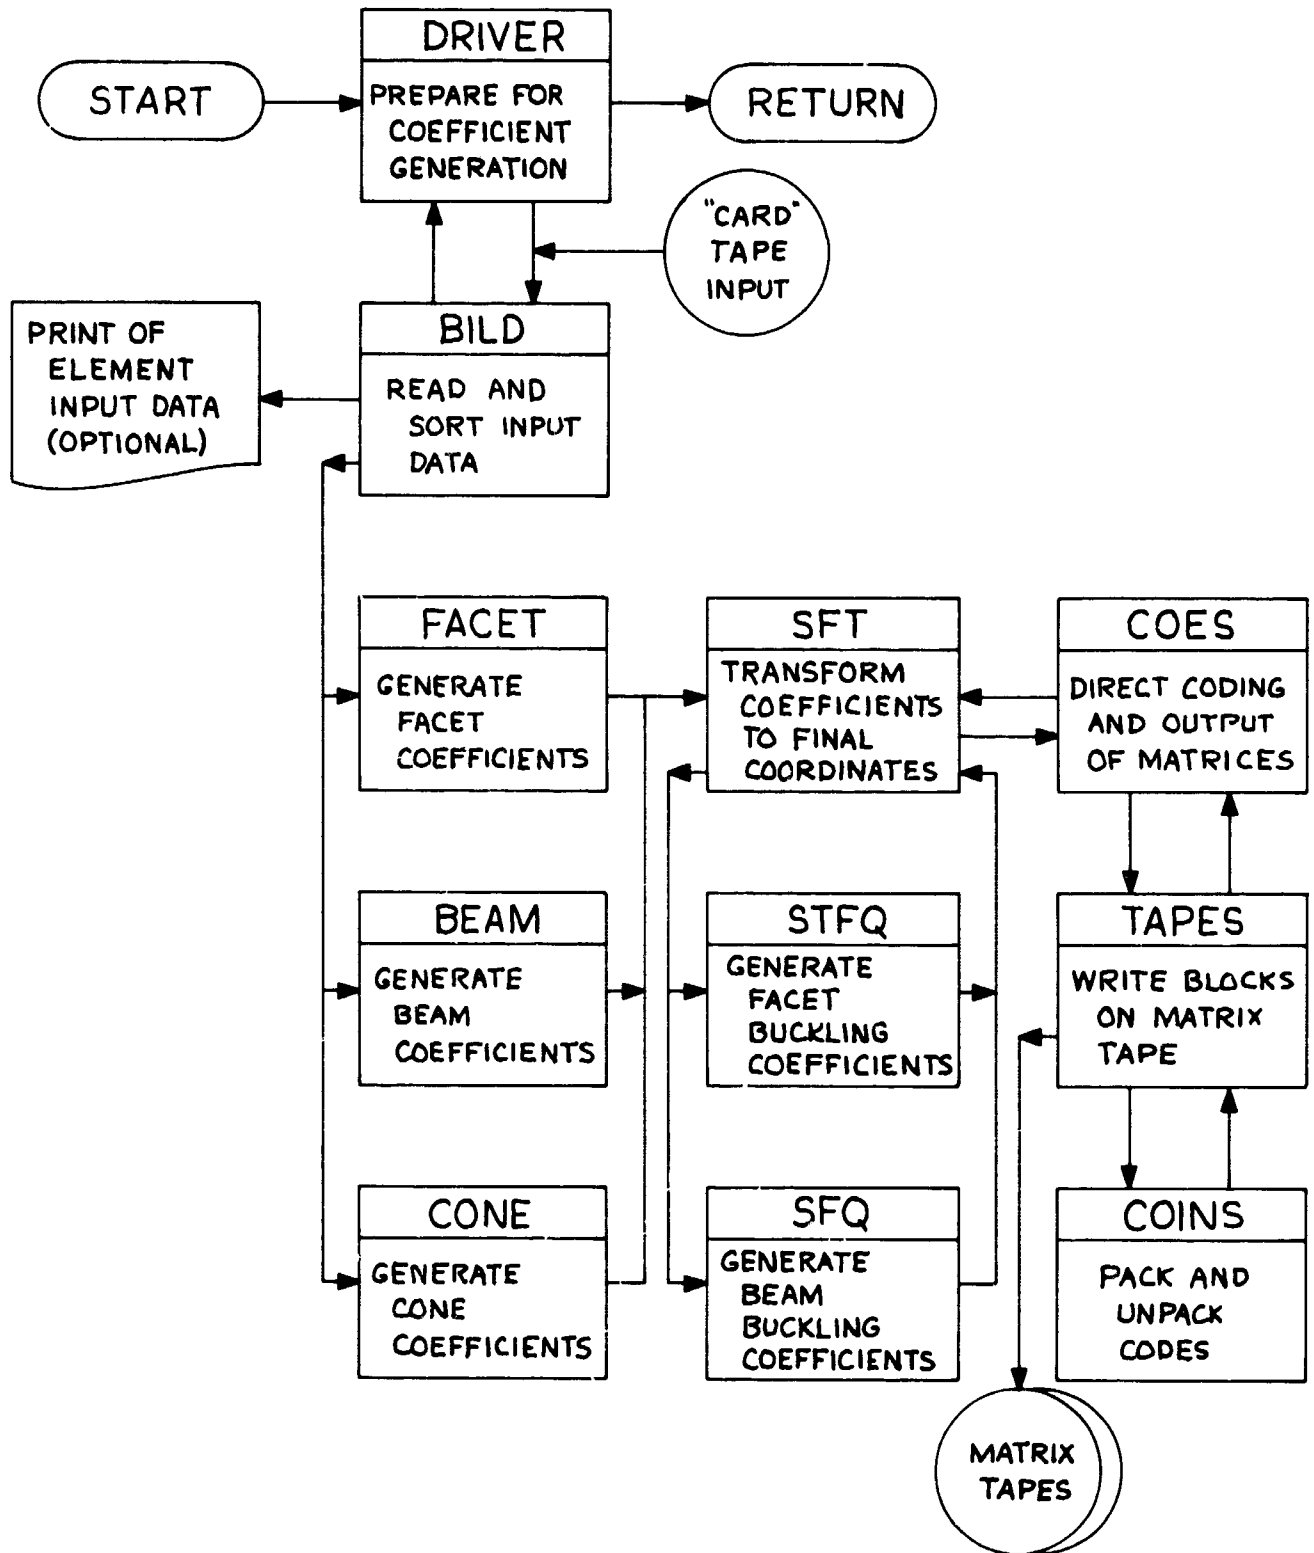 DRIVER
START
PREPARE FOR
COEFFICIENT
GENERATION
RETURN
"CARD"
TAPE
INPUT
PRINT OF
ELEMENT
INPUT DATA
(OPTIONAL)
BILD
READ AND
SORT INPUT
DATA
FACET
GENERATE
FACET
COEFFICIENTS
SFT
TRANSFORM
COEFFICIENTS
TO FINAL
COORDINATES
COES
DIRECT CODING
AND OUTPUT
OF MATRICES
BEAM
GENERATE
BEAM
COEFFICIENTS
STFQ
GENERATE
FACET
BUCKLING
COEFFICIENTS
TAPES
WRITE BLOCKS
ON MATRIX
TAPE
CONE
GENERATE
CONE
COEFFICIENTS
SFQ
GENERATE
BEAM
BUCKLING
COEFFICIENTS
COINS
PACK AND
UNPACK
CODES
MATRIX
TAPES